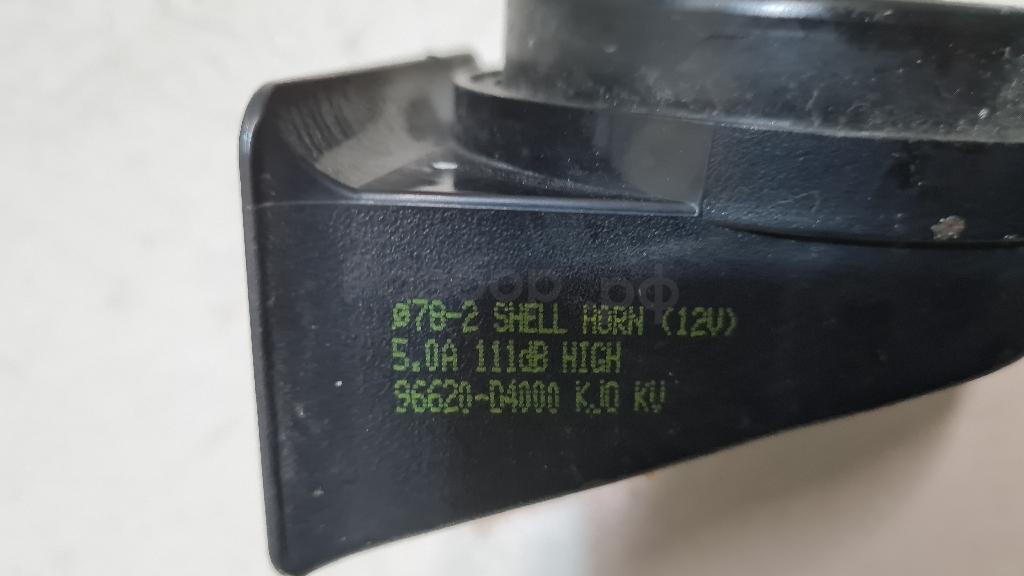 ø78-2 SHELL HORN (12V)
5.0A 111dB HIGH
96620-D4000 KJO KV